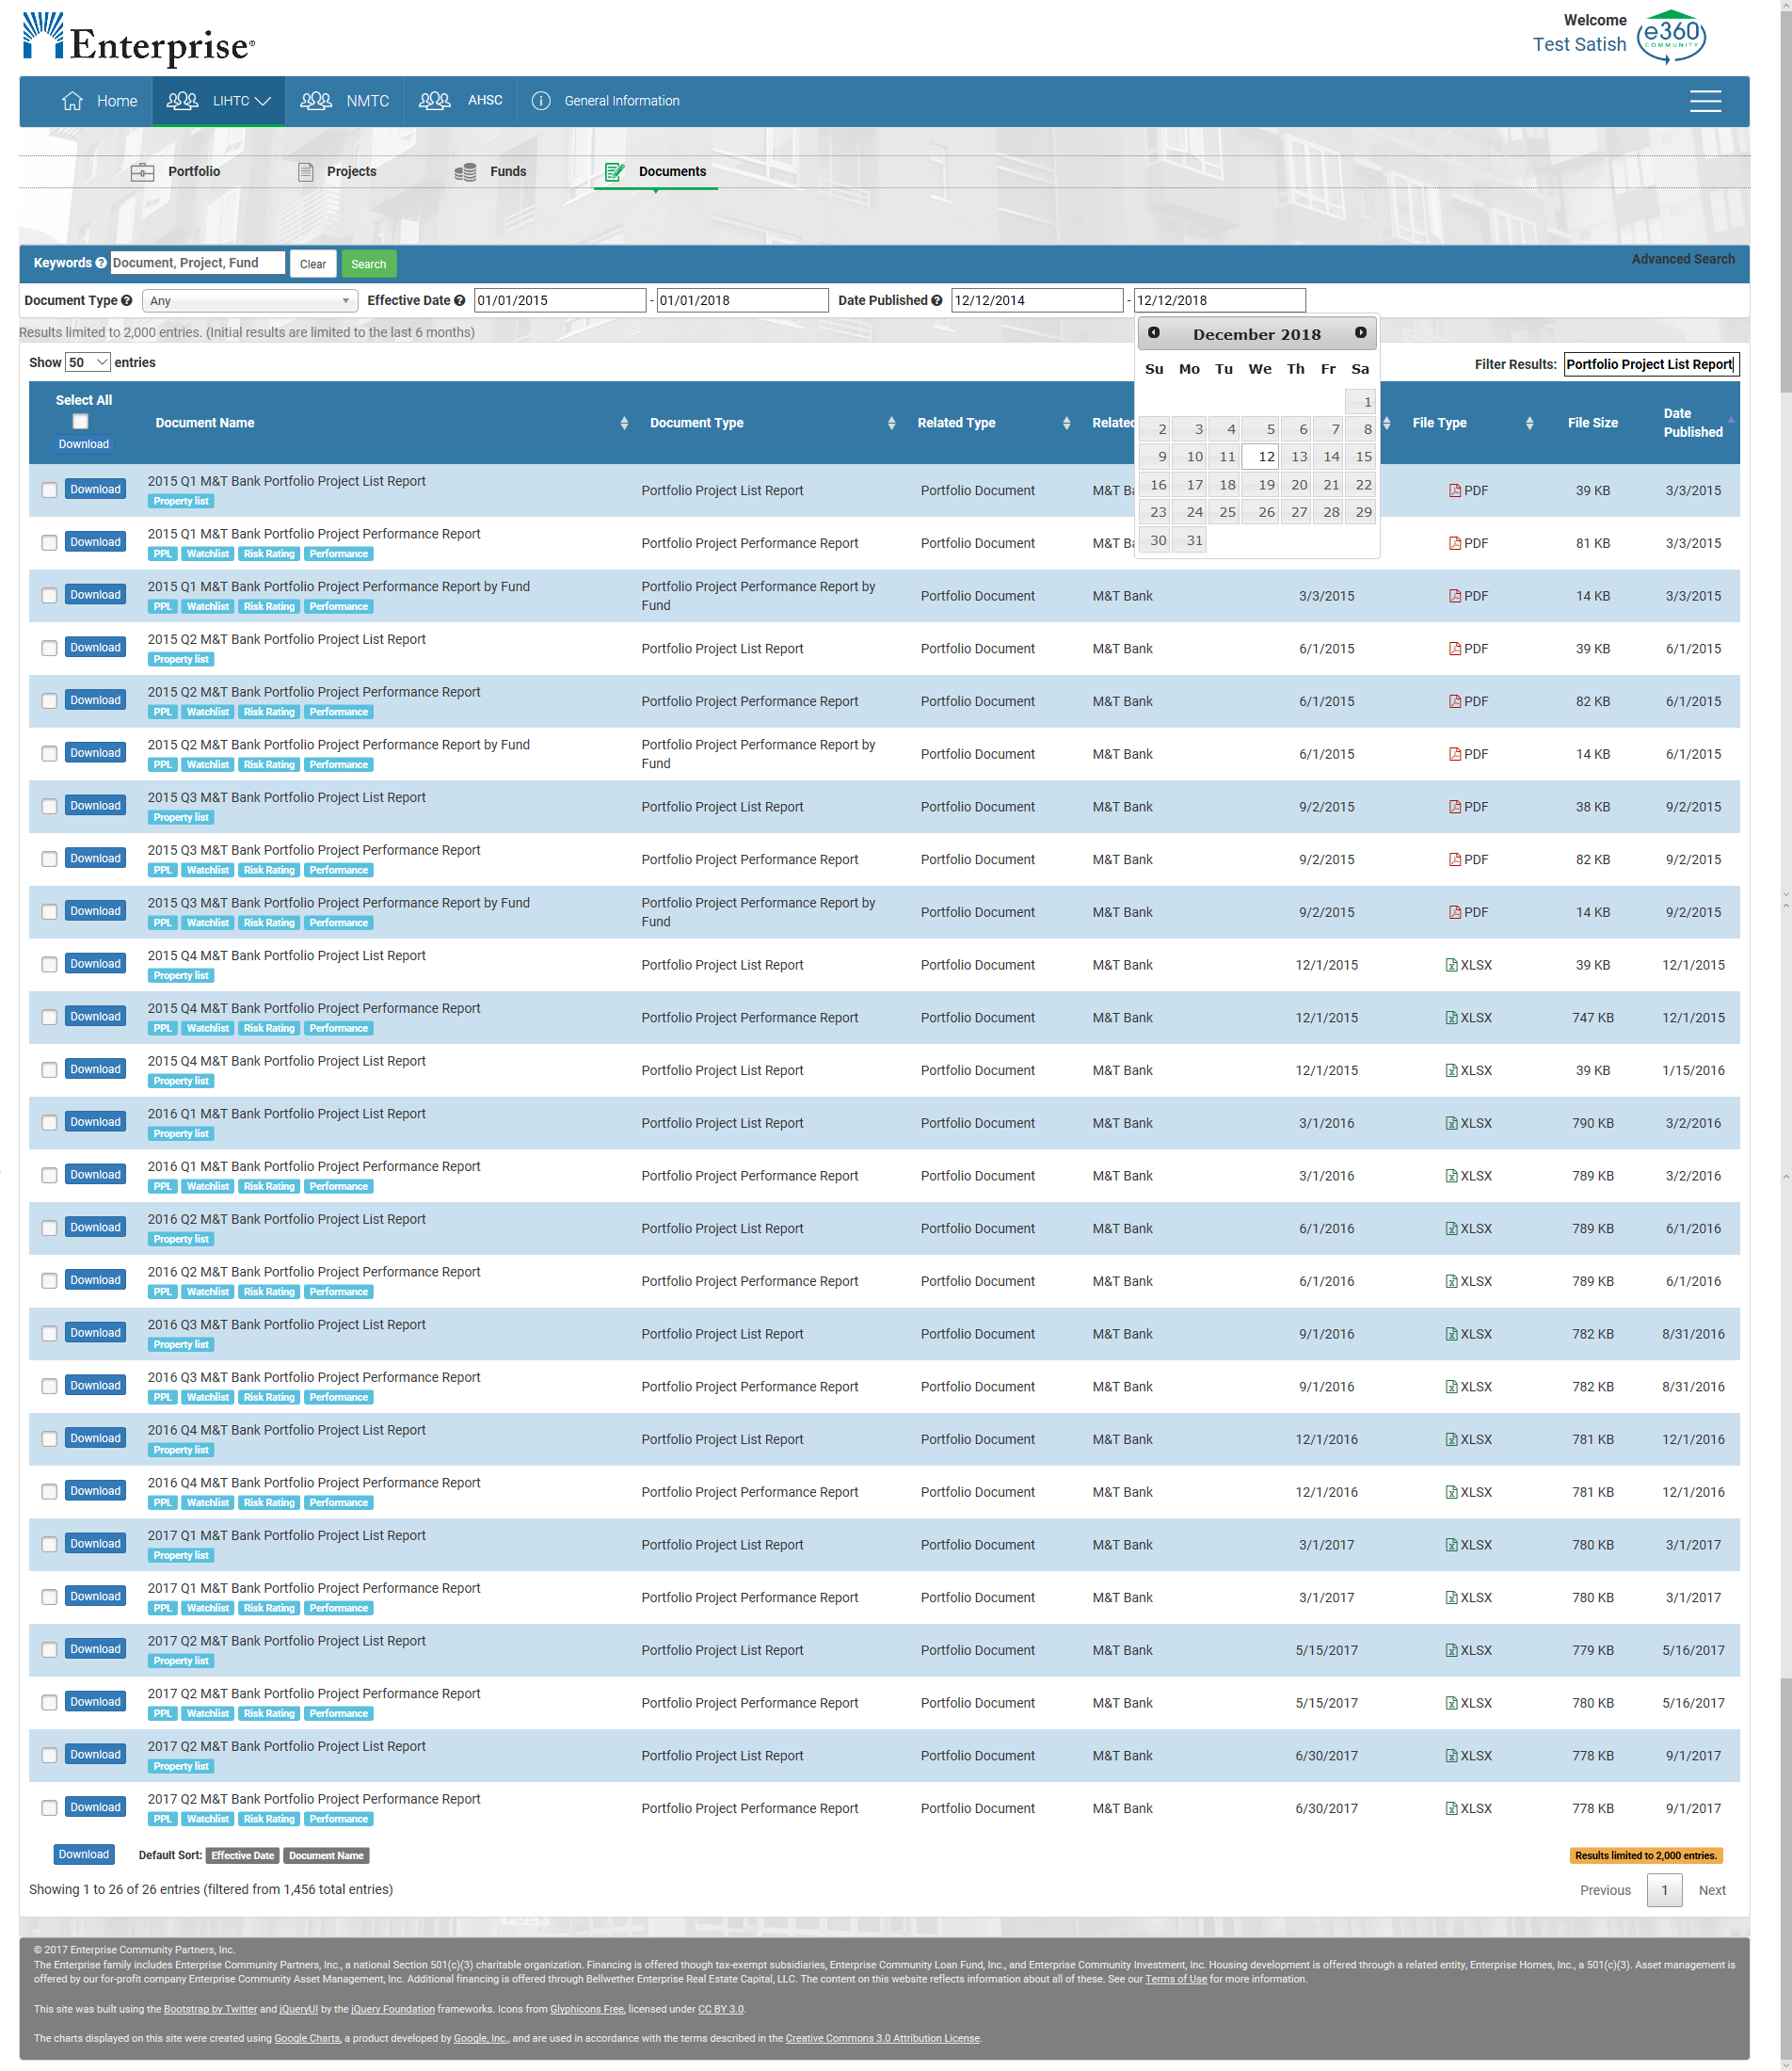 Enterprise®
Welcome
Test Satish
e360
COMMUNITY
Home LIHTC NMTC AHSC General Information
Portfolio Projects Funds Documents
Keywords Document, Project, Fund Clear Search Advanced Search
Document Type Any Effective Date 01/01/2015 - 01/01/2018 Date Published 12/12/2014 - 12/12/2018
Results limited to 2,000 entries. (Initial results are limited to the last 6 months)
December 2018
Su Mo Tu We Th Fr Sa
1
2 3 4 5 6 7 8
9 10 11 12 13 14 15
16 17 18 19 20 21 22
23 24 25 26 27 28 29
30 31
Show 50 entries Filter Results: Portfolio Project List Report
Select All
Download
Document Name Document Type Related Type Related File Type File Size Date
Published
Download 2015 Q1 M&T Bank Portfolio Project List Report Portfolio Project List Report Portfolio Document M&T PDF 39 KB 3/3/2015
Property list
Download 2015 Q1 M&T Bank Portfolio Project Performance Report Portfolio Project Performance Report Portfolio Document M&T PDF 81 KB 3/3/2015
PPL Watchlist Risk Rating Performance
Download 2015 Q1 M&T Bank Portfolio Project Performance Report by Fund Portfolio Project Performance Report by Fund Portfolio Document M&T Bank 3/3/2015 PDF 14 KB 3/3/2015
PPL Watchlist Risk Rating Performance
Download 2015 Q2 M&T Bank Portfolio Project List Report Portfolio Project List Report Portfolio Document M&T Bank 6/1/2015 PDF 39 KB 6/1/2015
Property list
Download 2015 Q2 M&T Bank Portfolio Project Performance Report Portfolio Project Performance Report Portfolio Document M&T Bank 6/1/2015 PDF 82 KB 6/1/2015
PPL Watchlist Risk Rating Performance
Download 2015 Q2 M&T Bank Portfolio Project Performance Report by Fund Portfolio Project Performance Report by Fund Portfolio Document M&T Bank 6/1/2015 PDF 14 KB 6/1/2015
PPL Watchlist Risk Rating Performance
Download 2015 Q3 M&T Bank Portfolio Project List Report Portfolio Project List Report Portfolio Document M&T Bank 9/2/2015 PDF 38 KB 9/2/2015
Property list
Download 2015 Q3 M&T Bank Portfolio Project Performance Report Portfolio Project Performance Report Portfolio Document M&T Bank 9/2/2015 PDF 82 KB 9/2/2015
PPL Watchlist Risk Rating Performance
Download 2015 Q3 M&T Bank Portfolio Project Performance Report by Fund Portfolio Project Performance Report by Fund Portfolio Document M&T Bank 9/2/2015 PDF 14 KB 9/2/2015
PPL Watchlist Risk Rating Performance
Download 2015 Q4 M&T Bank Portfolio Project List Report Portfolio Project List Report Portfolio Document M&T Bank 12/1/2015 XLSX 39 KB 12/1/2015
Property list
Download 2015 Q4 M&T Bank Portfolio Project Performance Report Portfolio Project Performance Report Portfolio Document M&T Bank 12/1/2015 XLSX 747 KB 12/1/2015
PPL Watchlist Risk Rating Performance
Download 2015 Q4 M&T Bank Portfolio Project List Report Portfolio Project List Report Portfolio Document M&T Bank 12/1/2015 XLSX 39 KB 1/15/2016
Property list
Download 2016 Q1 M&T Bank Portfolio Project List Report Portfolio Project List Report Portfolio Document M&T Bank 3/1/2016 XLSX 790 KB 3/2/2016
Property list
Download 2016 Q1 M&T Bank Portfolio Project Performance Report Portfolio Project Performance Report Portfolio Document M&T Bank 3/1/2016 XLSX 789 KB 3/2/2016
PPL Watchlist Risk Rating Performance
Download 2016 Q2 M&T Bank Portfolio Project List Report Portfolio Project List Report Portfolio Document M&T Bank 6/1/2016 XLSX 789 KB 6/1/2016
Property list
Download 2016 Q2 M&T Bank Portfolio Project Performance Report Portfolio Project Performance Report Portfolio Document M&T Bank 6/1/2016 XLSX 789 KB 6/1/2016
PPL Watchlist Risk Rating Performance
Download 2016 Q3 M&T Bank Portfolio Project List Report Portfolio Project List Report Portfolio Document M&T Bank 9/1/2016 XLSX 782 KB 8/31/2016
Property list
Download 2016 Q3 M&T Bank Portfolio Project Performance Report Portfolio Project Performance Report Portfolio Document M&T Bank 9/1/2016 XLSX 782 KB 8/31/2016
PPL Watchlist Risk Rating Performance
Download 2016 Q4 M&T Bank Portfolio Project List Report Portfolio Project List Report Portfolio Document M&T Bank 12/1/2016 XLSX 781 KB 12/1/2016
Property list
Download 2016 Q4 M&T Bank Portfolio Project Performance Report Portfolio Project Performance Report Portfolio Document M&T Bank 12/1/2016 XLSX 781 KB 12/1/2016
PPL Watchlist Risk Rating Performance
Download 2017 Q1 M&T Bank Portfolio Project List Report Portfolio Project List Report Portfolio Document M&T Bank 3/1/2017 XLSX 780 KB 3/1/2017
Property list
Download 2017 Q1 M&T Bank Portfolio Project Performance Report Portfolio Project Performance Report Portfolio Document M&T Bank 3/1/2017 XLSX 780 KB 3/1/2017
PPL Watchlist Risk Rating Performance
Download 2017 Q2 M&T Bank Portfolio Project List Report Portfolio Project List Report Portfolio Document M&T Bank 5/15/2017 XLSX 779 KB 5/16/2017
Property list
Download 2017 Q2 M&T Bank Portfolio Project Performance Report Portfolio Project Performance Report Portfolio Document M&T Bank 5/15/2017 XLSX 780 KB 5/16/2017
PPL Watchlist Risk Rating Performance
Download 2017 Q2 M&T Bank Portfolio Project List Report Portfolio Project List Report Portfolio Document M&T Bank 6/30/2017 XLSX 778 KB 9/1/2017
Property list
Download 2017 Q2 M&T Bank Portfolio Project Performance Report Portfolio Project Performance Report Portfolio Document M&T Bank 6/30/2017 XLSX 778 KB 9/1/2017
PPL Watchlist Risk Rating Performance
Download Default Sort: Effective Date Document Name Results limited to 2,000 entries.
Showing 1 to 26 of 26 entries (filtered from 1,456 total entries) Previous 1 Next
© 2017 Enterprise Community Partners, Inc.
The Enterprise family includes Enterprise Community Partners, Inc., a national Section 501(c)(3) charitable organization. Financing is offered though tax-exempt subsidiaries, Enterprise Community Loan Fund, Inc., and Enterprise Community Investment, Inc. Housing development is offered through a related entity, Enterprise Homes, Inc., a 501(c)(3). Asset management is
offered by our for-profit company Enterprise Community Asset Management, Inc. Additional financing is offered through Bellwether Enterprise Real Estate Capital, LLC. The content on this website reflects information about all of these. See our Terms of Use for more information.
This site was built using the Bootstrap by Twitter and jQueryUI by the jQuery Foundation frameworks. Icons from Glyphicons Free, licensed under CC BY 3.0.
The charts displayed on this site were created using Google Charts, a product developed by Google, Inc., and are used in accordance with the terms described in the Creative Commons 3.0 Attribution License.